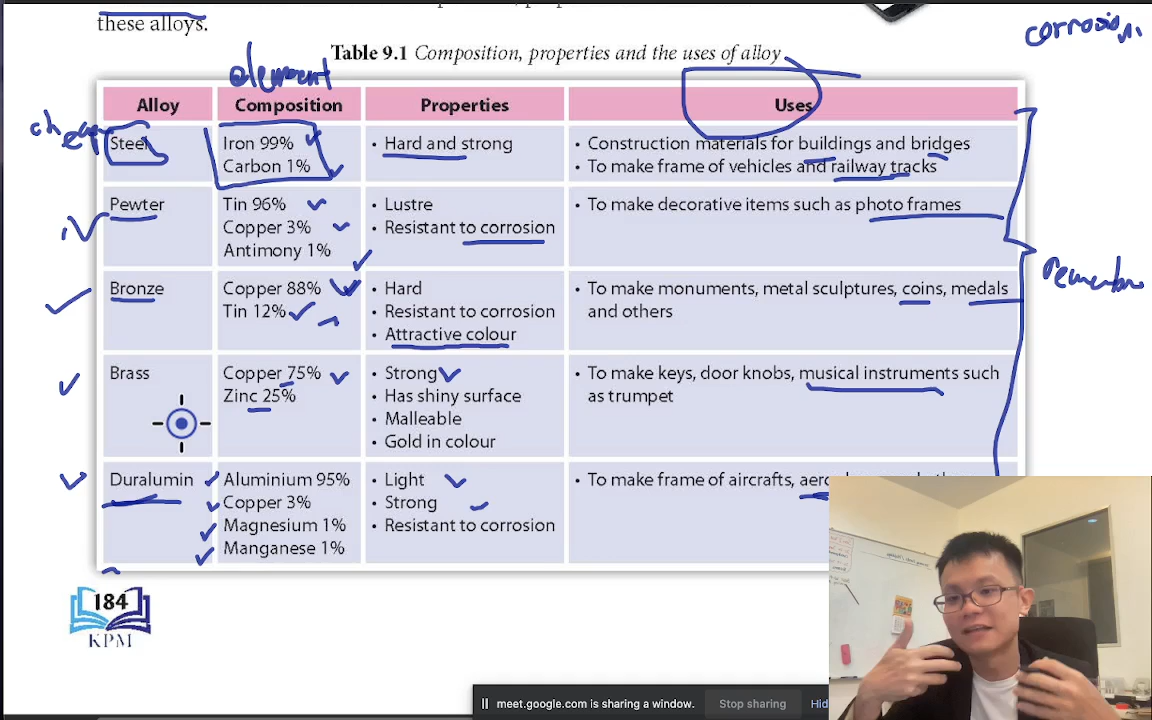 these alloys.
corrosion
Table 9.1 Composition, properties and the uses of alloy
element
Alloy Composition Properties Uses
cheap
Steel
Iron 99%
Carbon 1%
• Hard and strong
• Construction materials for buildings and bridges
• To make frame of vehicles and railway tracks
Pewter
Tin 96%
Copper 3%
Antimony 1%
• Lustre
• Resistant to corrosion
• To make decorative items such as photo frames
remember
Bronze
Copper 88%
Tin 12%
• Hard
• Resistant to corrosion
• Attractive colour
• To make monuments, metal sculptures, coins, medals
and others
Brass
Copper 75%
Zinc 25%
• Strong
• Has shiny surface
• Malleable
• Gold in colour
• To make keys, door knobs, musical instruments such
as trumpet
Duralumin
Aluminium 95%
Copper 3%
Magnesium 1%
Manganese 1%
• Light
• Strong
• Resistant to corrosion
• To make frame of aircrafts,
184
KPM
meet.google.com is sharing a window. Stop sharing Hid